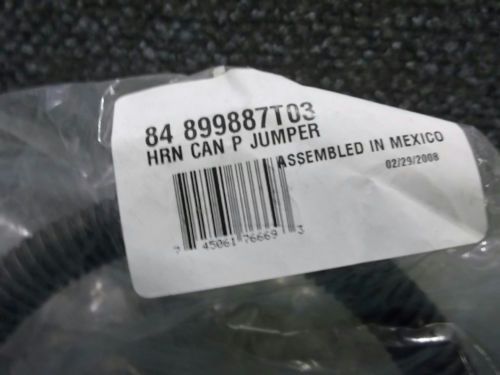 84 899887T03
HRN CAN P JUMPER
ASSEMBLED IN MEXICO
02/29/2008
45061 76669 3